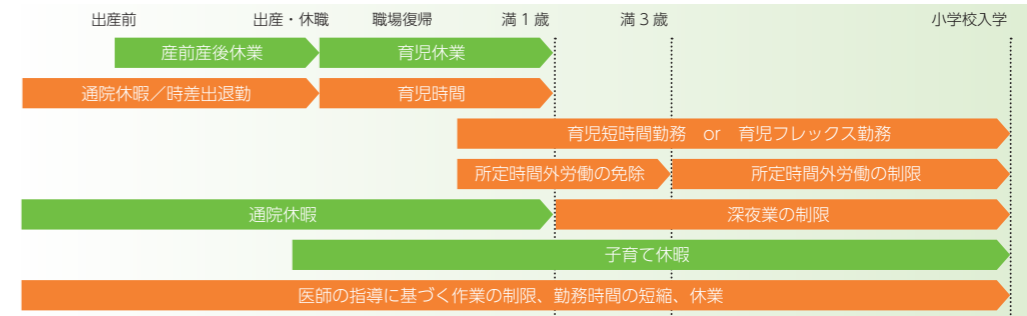 出産前 出産・休職 職場復帰 満1歳 満3歳 小学校入学
産前産後休業 育児休業
通院休暇／時差出退勤 育児時間
育児短時間勤務 or 育児フレックス勤務
所定時間外労働の免除 所定時間外労働の制限
通院休暇 深夜業の制限
子育て休暇
医師の指導に基づく作業の制限、勤務時間の短縮、休業